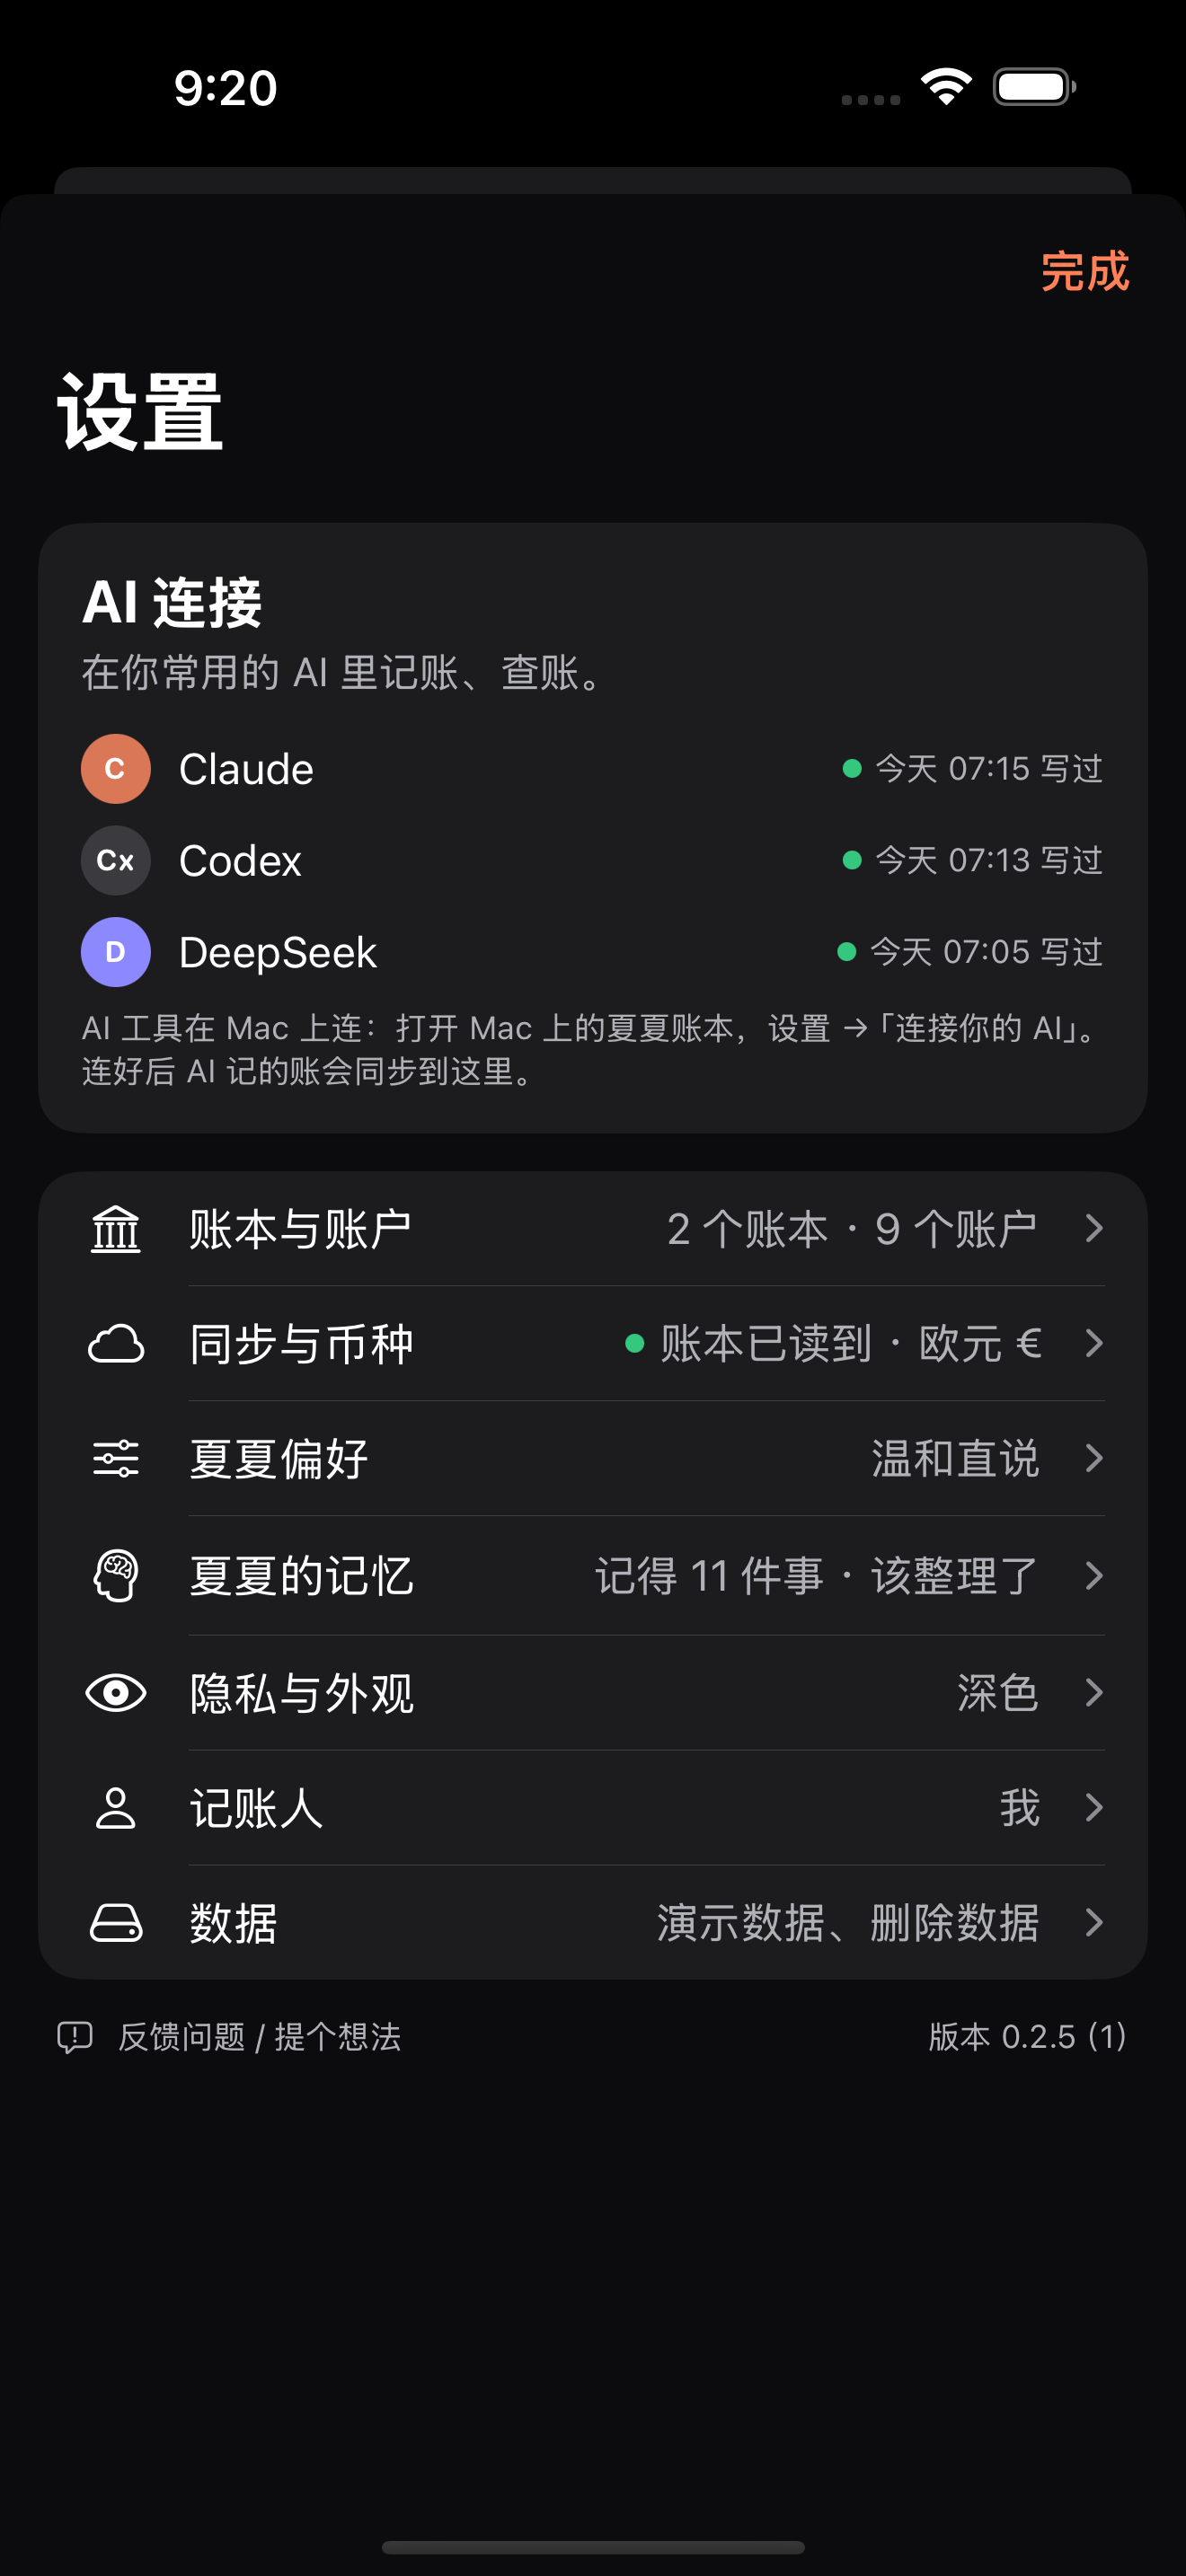 9:20
完成
设置
AI 连接
在你常用的 AI 里记账、查账。
C Claude 今天 07:15 写过
Cx Codex 今天 07:13 写过
D DeepSeek 今天 07:05 写过
AI 工具在 Mac 上连：打开 Mac 上的夏夏账本，设置 →「连接你的 AI」。
连好后 AI 记的账会同步到这里。
账本与账户 2 个账本 · 9 个账户
同步与币种 账本已读到 · 欧元 €
夏夏偏好 温和直说
夏夏的记忆 记得 11 件事 · 该整理了
隐私与外观 深色
记账人 我
数据 演示数据、删除数据
反馈问题 / 提个想法 版本 0.2.5 (1)